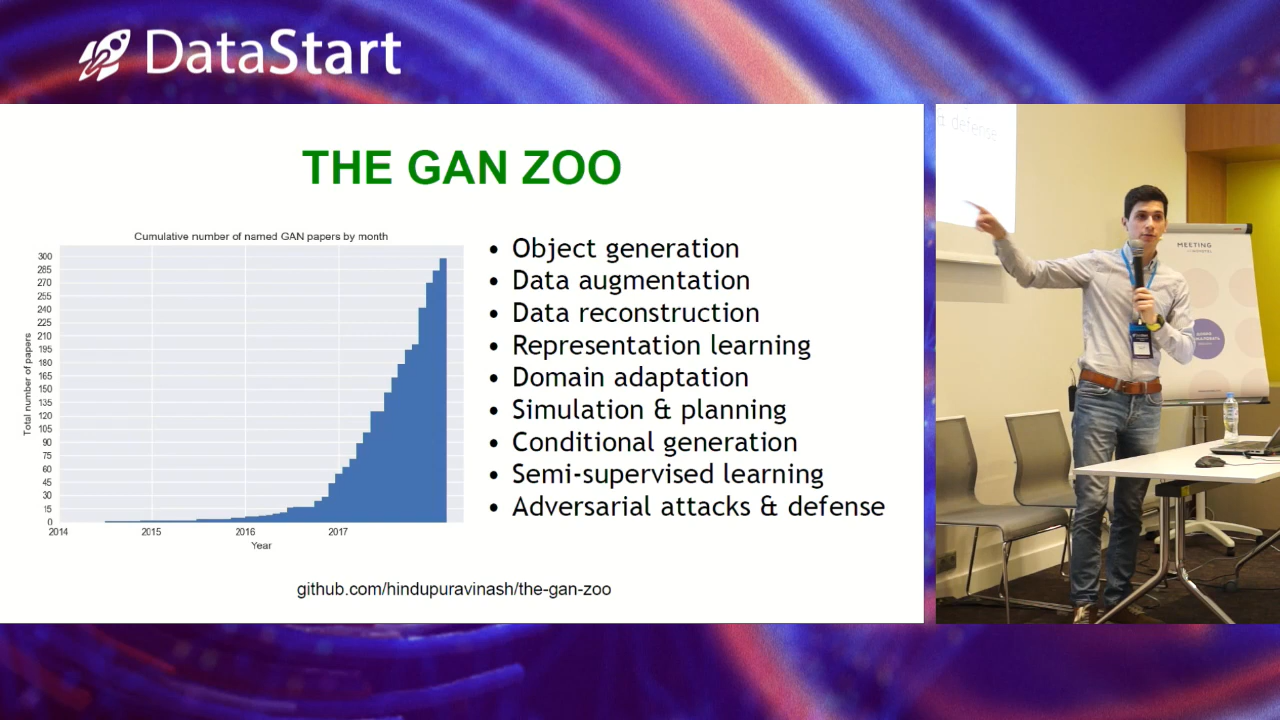 DataStart
THE GAN ZOO
Cumulative number of named GAN papers by month
Total number of papers
300
285
270
255
240
225
210
195
180
165
150
135
120
105
90
75
60
45
30
15
0
2014 2015 2016 2017
Year
• Object generation
• Data augmentation
• Data reconstruction
• Representation learning
• Domain adaptation
• Simulation & planning
• Conditional generation
• Semi-supervised learning
• Adversarial attacks & defense
github.com/hindupuravinash/the-gan-zoo
& defense
MEETING